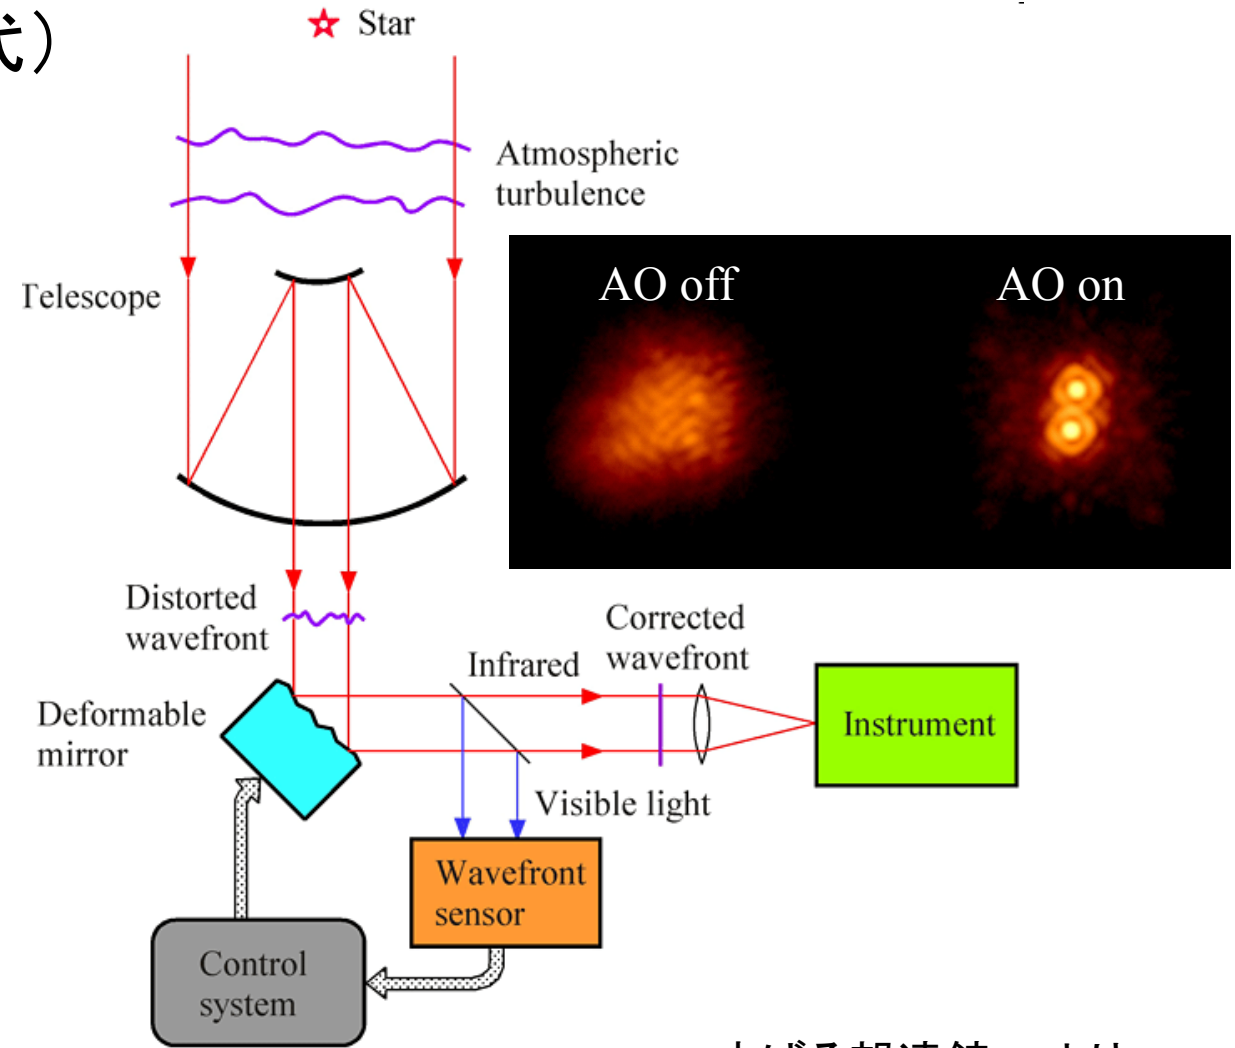 式）
Star
Atmospheric
turbulence
Telescope
AO off
AO on
Distorted
wavefront
Corrected
wavefront
Infrared
Deformable
mirror
Instrument
Visible light
Wavefront
sensor
Control
system